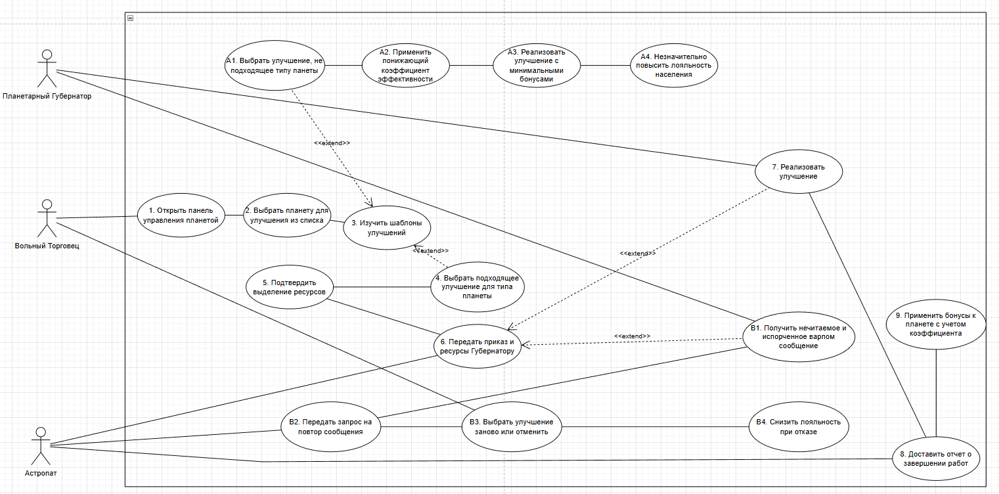 А1. Выбрать улучшение, не
подходящее типу панеты
А2. Применить
понижающий
коэффициент
эффективности
А3. Реализовать
улучшение с
минимальными
бонусами
А4. Незначительно
повысить лояльность
населения
Планетарный Губернатор
<<extend>>
7. Реализовать
улучшение
1. Открыть панель
управления планетой
2. Выбрать планету для
улучшения из списка
3. Изучить шаблоны
улучшений
Вольный Торговец
<<extend>>
<<extend>>
5. Подтвердить
выделение ресурсов
4. Выбрать подходящее
улучшение для типа
планеты
6. Передать приказ и
ресурсы Губернатору
<<extend>>
В1. Получить нечитаемое и
испорченное варпом
сообщение
9. Применить бонусы к
планете с учетом
коэффициента
В2. Передать запрос на
повтор сообщения
В3. Выбрать улучшение
заново или отменить
В4. Снизить лояльность
при отказе
8. Доставить отчет о
завершении работ
Астропат